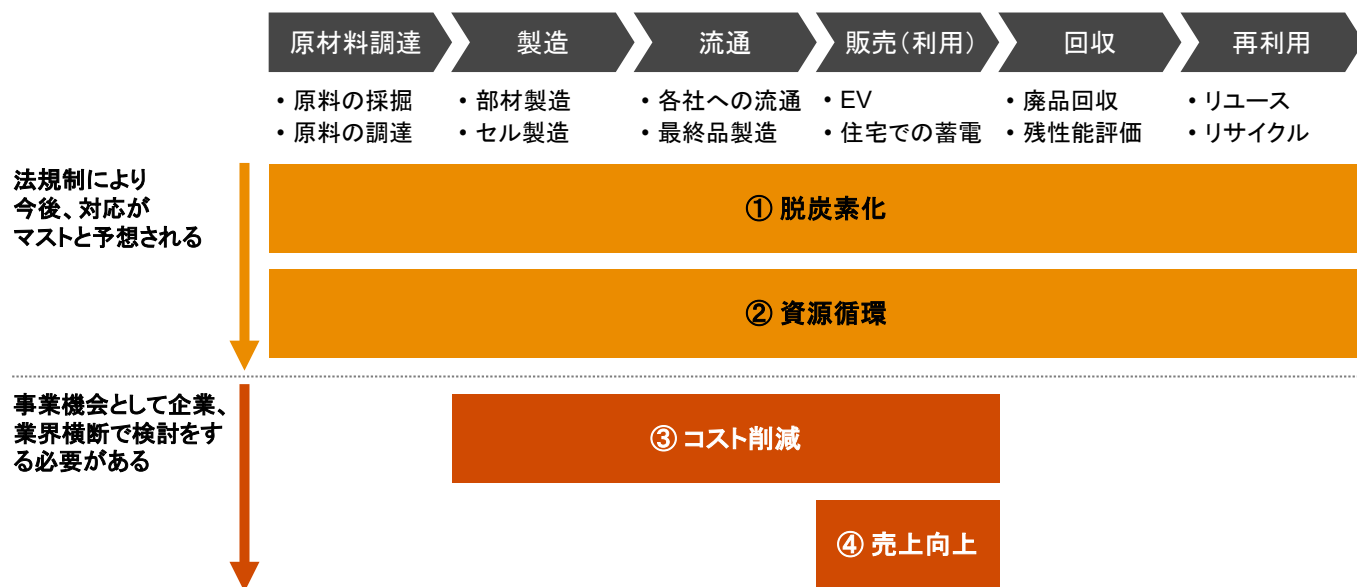 原材料調達
製造
流通
販売(利用)
回収
再利用
・原料の採掘
・原料の調達
・部材製造
・セル製造
・各社への流通
・最終品製造
・EV
・住宅での蓄電
・廃品回収
・残性能評価
・リユース
・リサイクル
法規制により
今後、対応が
マストと予想される
① 脱炭素化
② 資源循環
事業機会として企業、
業界横断で検討をす
る必要がある
③ コスト削減
④ 売上向上